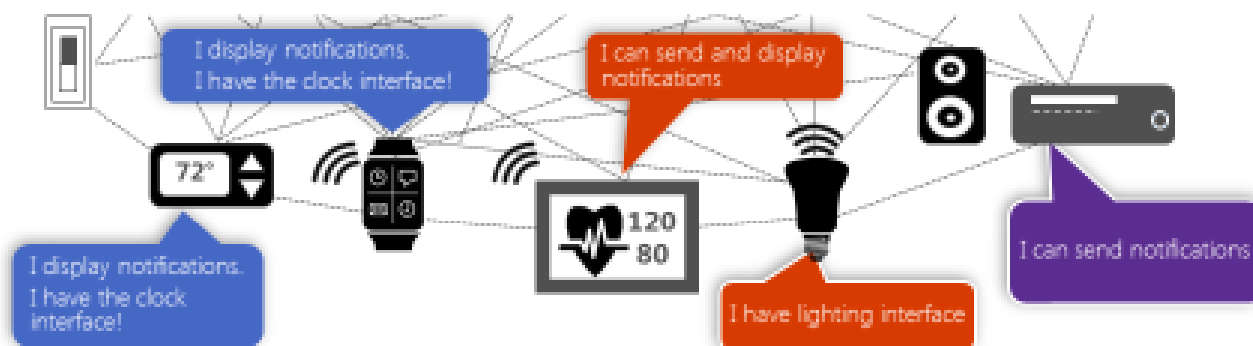 I display notifications.
I have the clock interface!
I can send and display
notifications
72°
120
80
I can send notifications
I display notifications.
I have the clock
interface!
I have lighting interface